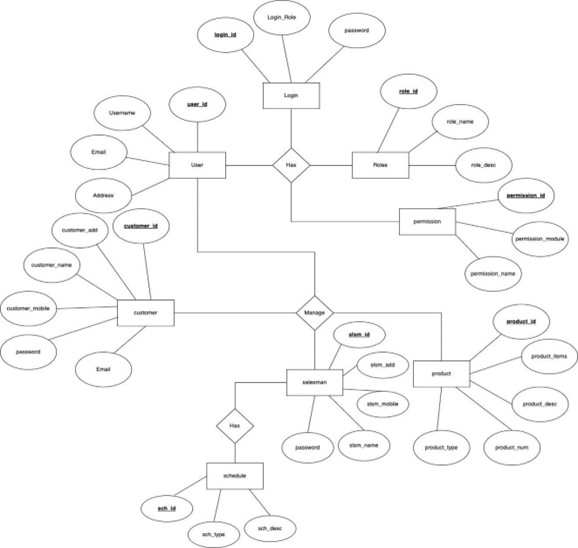 Login_Role
login_id
password
Login
role_id
user_id
Username
role_name
Email
User
Has
Roles
role_desc
Address
permission_id
customer_add
customer_id
permission
permission_module
customer_name
permission_name
customer_mobile
customer
Manage
product_id
slsm_id
password
product_items
Email
slsm_add
salesman
product
slsm_mobile
product_desc
Has
password
slsm_name
product_type
product_num
schedule
sch_id
sch_type
sch_desc